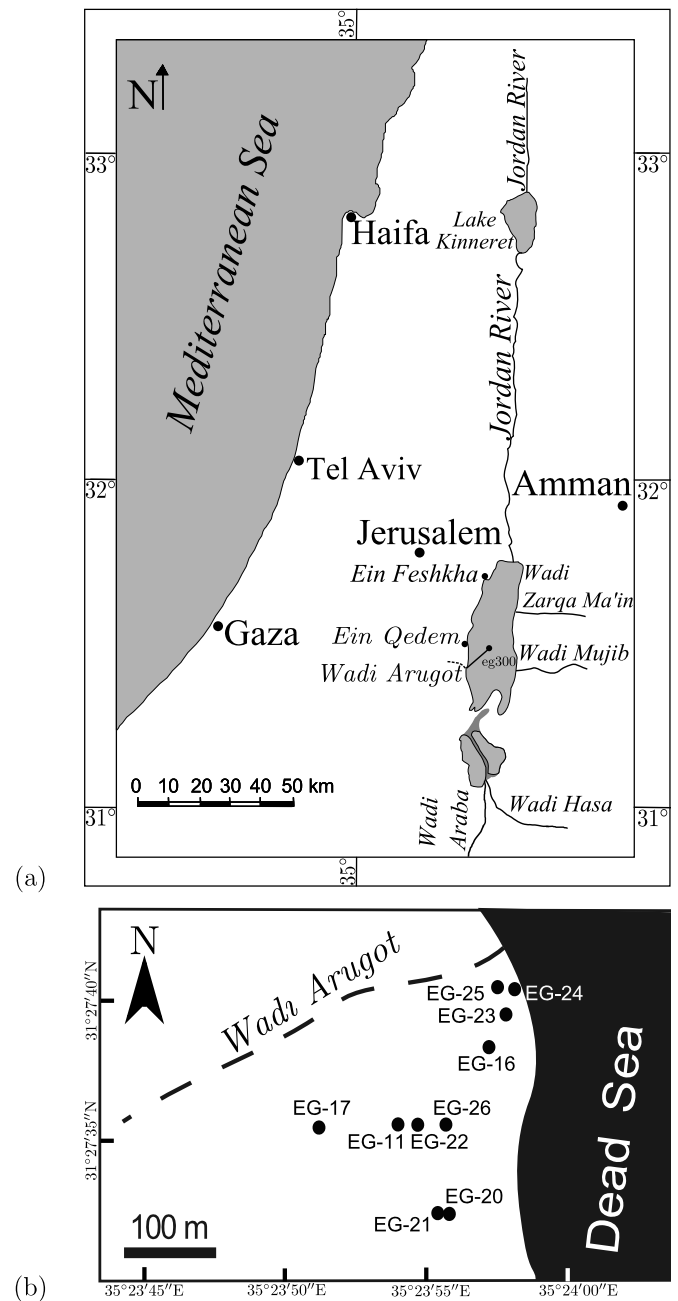 35°
N
Jordan River
33°
33°
Mediterranean Sea
Lake
Kinneret
Haifa
Jordan River
Tel Aviv
32°
32°
Amman
Jerusalem
Ein Feshkha
Wadi
Zarqa Ma'in
Gaza
Ein Qedem
Wadi Mujib
eg300
Wadi Arugot
0 10 20 30 40 50 km
31°
31°
Wadi
Araba
Wadi Hasa
35°
(a)
N
Wadi Arugot
31°27'40"N
EG-25
EG-24
EG-23
EG-16
EG-17
EG-26
EG-11
EG-22
31°27'35"N
Dead Sea
EG-20
EG-21
100 m
(b)
35°23'45"E
35°23'50"E
35°23'55"E
35°24'00"E